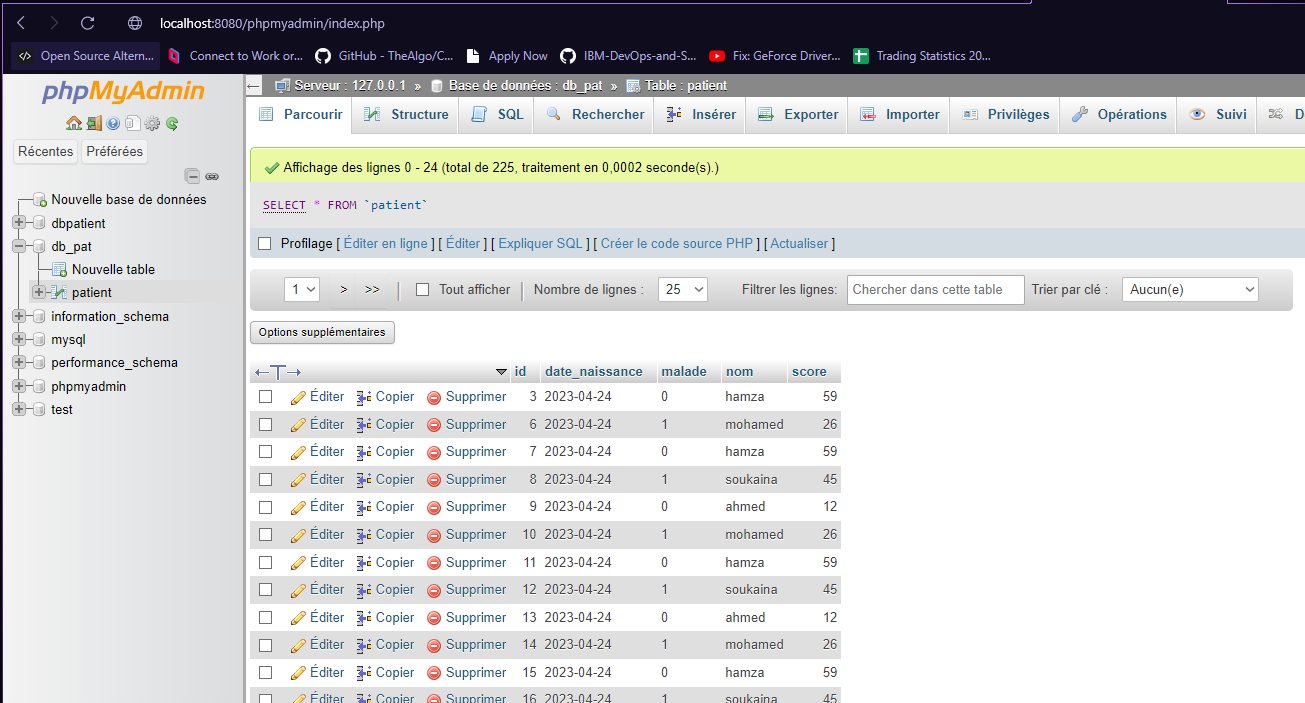 localhost:8080/phpmyadmin/index.php
Open Source Altern... Connect to Work or... GitHub - TheAlgo/C... Apply Now IBM-DevOps-and-S... Fix: GeForce Driver... Trading Statistics 20...
phpMyAdmin
Récentes Préférées
Nouvelle base de données
dbpatient
db_pat
Nouvelle table
patient
information_schema
mysql
performance_schema
phpmyadmin
test
Serveur : 127.0.0.1 » Base de données : db_pat » Table : patient
Parcourir Structure SQL Rechercher Insérer Exporter Importer Privilèges Opérations Suivi D
Affichage des lignes 0 - 24 (total de 225, traitement en 0,0002 seconde(s).)
SELECT * FROM `patient`
Profilage [ Éditer en ligne ] [ Éditer ] [ Expliquer SQL ] [ Créer le code source PHP ] [ Actualiser ]
1 > >> | Tout afficher | Nombre de lignes : 25 Filtrer les lignes: Chercher dans cette table Trier par clé : Aucun(e)
Options supplémentaires
←T→ id date_naissance malade nom score
Éditer Copier Supprimer 3 2023-04-24 0 hamza 59
Éditer Copier Supprimer 6 2023-04-24 1 mohamed 26
Éditer Copier Supprimer 7 2023-04-24 0 hamza 59
Éditer Copier Supprimer 8 2023-04-24 1 soukaina 45
Éditer Copier Supprimer 9 2023-04-24 0 ahmed 12
Éditer Copier Supprimer 10 2023-04-24 1 mohamed 26
Éditer Copier Supprimer 11 2023-04-24 0 hamza 59
Éditer Copier Supprimer 12 2023-04-24 1 soukaina 45
Éditer Copier Supprimer 13 2023-04-24 0 ahmed 12
Éditer Copier Supprimer 14 2023-04-24 1 mohamed 26
Éditer Copier Supprimer 15 2023-04-24 0 hamza 59
Éditer Copier Supprimer 16 2023-04-24 1 soukaina 45